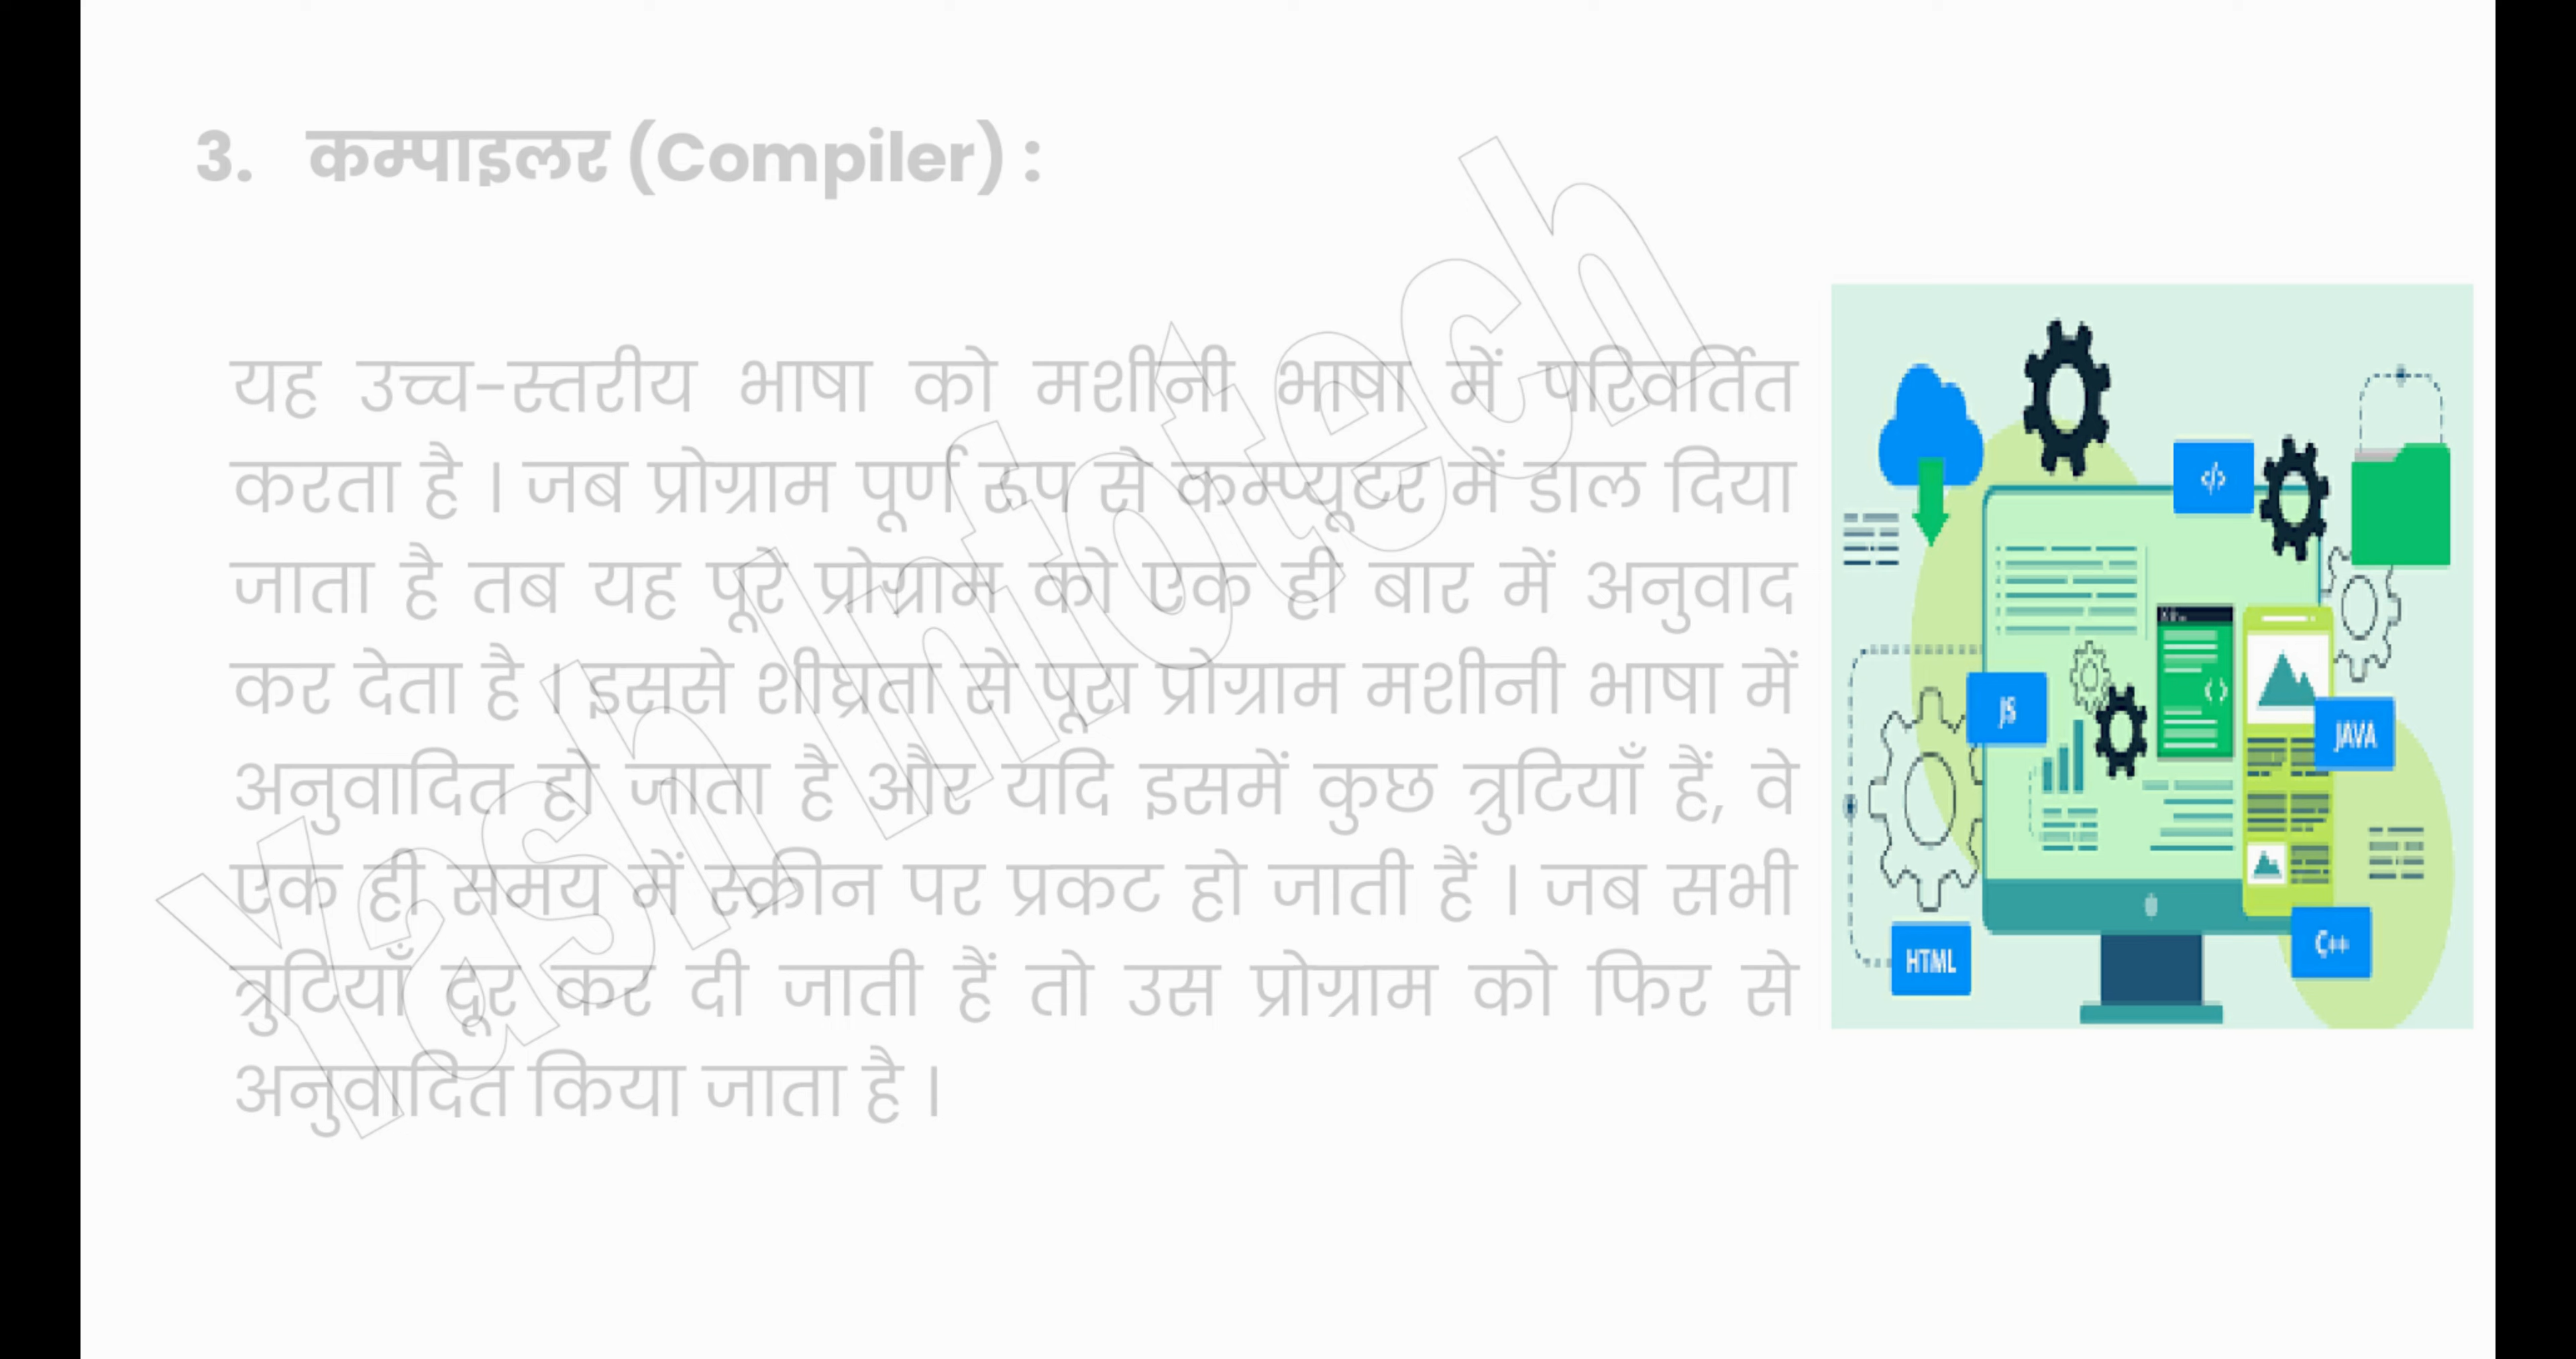 3. कम्पाइलर (Compiler) :
यह उच्च-स्तरीय भाषा को मशीनी भाषा में परिवर्तित
करता है । जब प्रोग्राम पूर्ण रूप से कम्प्यूटर में डाल दिया
जाता है तब यह पूरे प्रोग्राम को एक ही बार में अनुवाद
कर देता है । इससे शीघ्रता से पूरा प्रोग्राम मशीनी भाषा में
अनुवादित हो जाता है और यदि इसमें कुछ त्रुटियाँ हैं, वे
एक ही समय में स्क्रीन पर प्रकट हो जाती हैं । जब सभी
त्रुटियाँ दूर कर दी जाती हैं तो उस प्रोग्राम को फिर से
अनुवादित किया जाता है ।
Yash Infotech
</>
JS
JAVA
C++
HTML